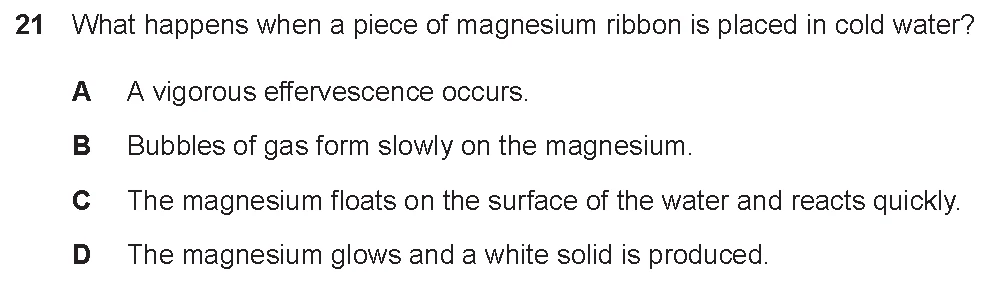 21 What happens when a piece of magnesium ribbon is placed in cold water?
A A vigorous effervescence occurs.
B Bubbles of gas form slowly on the magnesium.
C The magnesium floats on the surface of the water and reacts quickly.
D The magnesium glows and a white solid is produced.